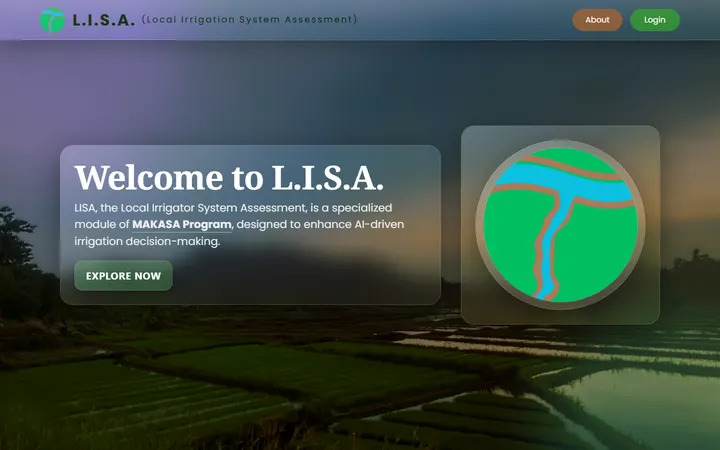 L.I.S.A. (Local Irrigation System Assessment)
About
Login
Welcome to L.I.S.A.
LISA, the Local Irrigator System Assessment, is a specialized
module of MAKASA Program, designed to enhance AI-driven
irrigation decision-making.
EXPLORE NOW